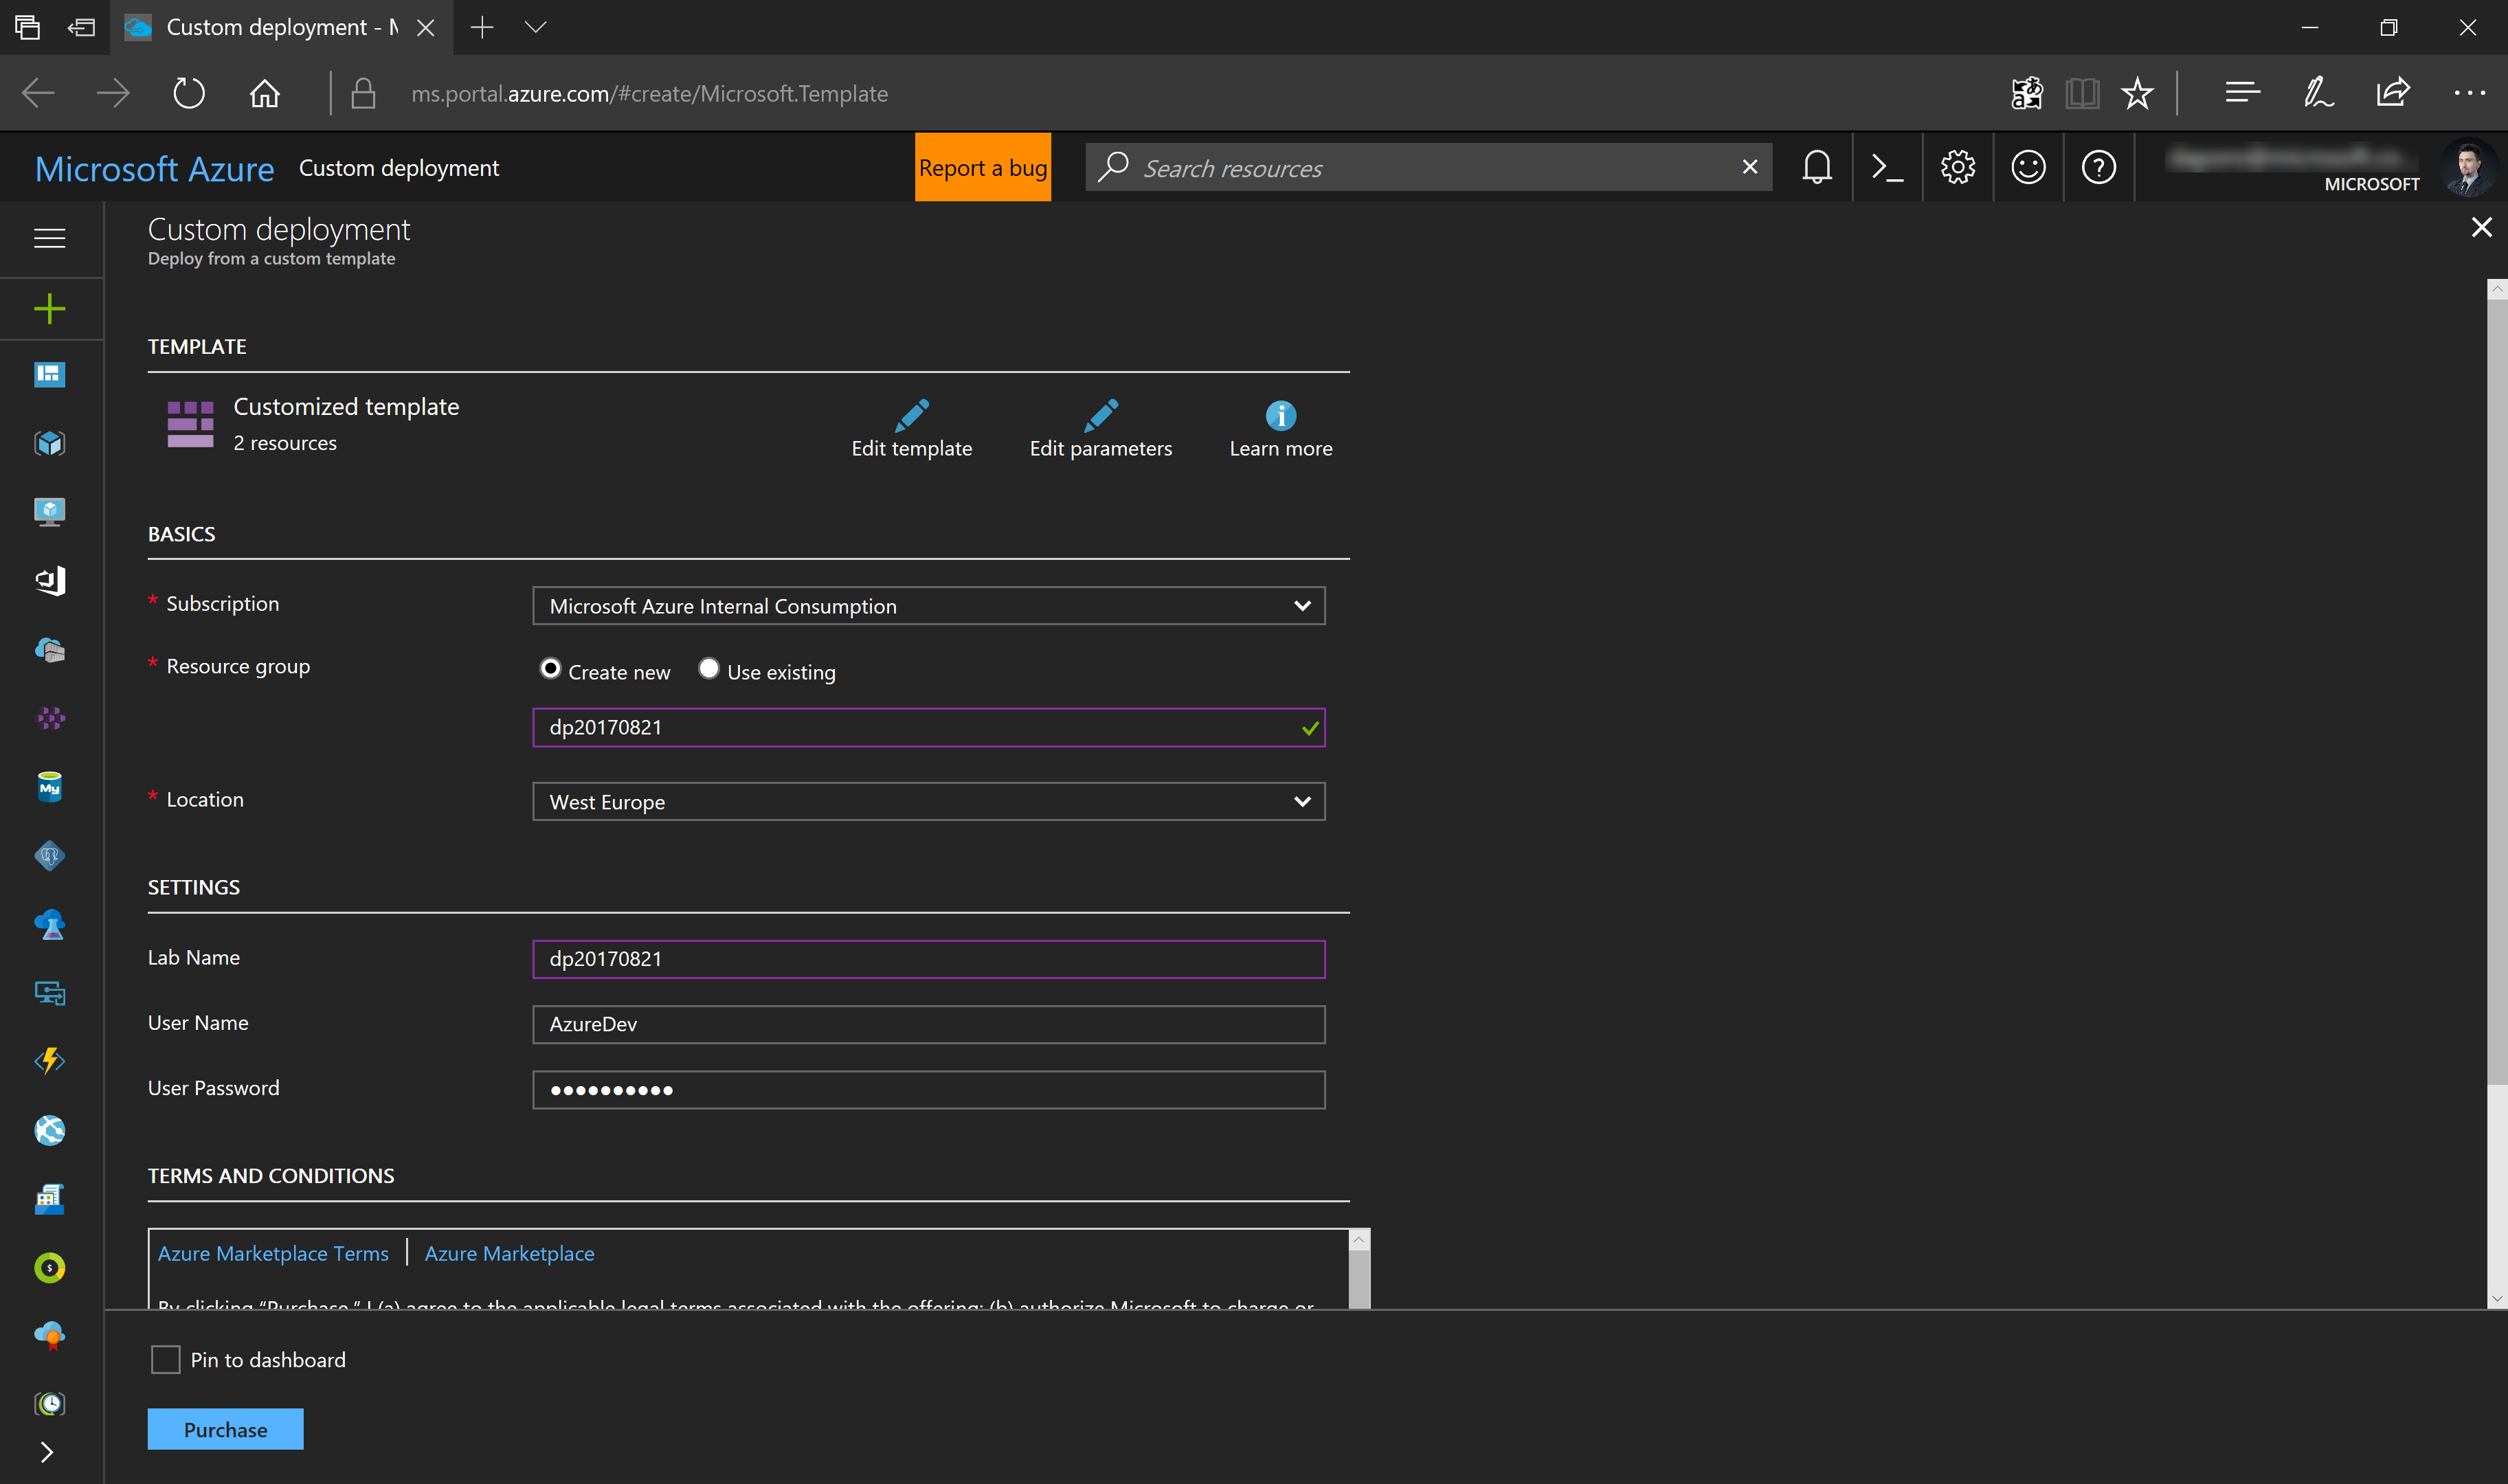 Custom deployment - M
ms.portal.azure.com/#create/Microsoft.Template
Microsoft Azure Custom deployment Report a bug Search resources
MICROSOFT
Custom deployment
Deploy from a custom template
TEMPLATE
Customized template
2 resources
Edit template Edit parameters Learn more
BASICS
* Subscription Microsoft Azure Internal Consumption
* Resource group Create new Use existing
dp20170821
* Location West Europe
SETTINGS
Lab Name dp20170821
User Name AzureDev
User Password ••••••••••
TERMS AND CONDITIONS
Azure Marketplace Terms | Azure Marketplace
By clicking “Purchase,” I (a) agree to the applicable legal terms associated with the offering; (b) authorize Microsoft to charge or
Pin to dashboard
Purchase